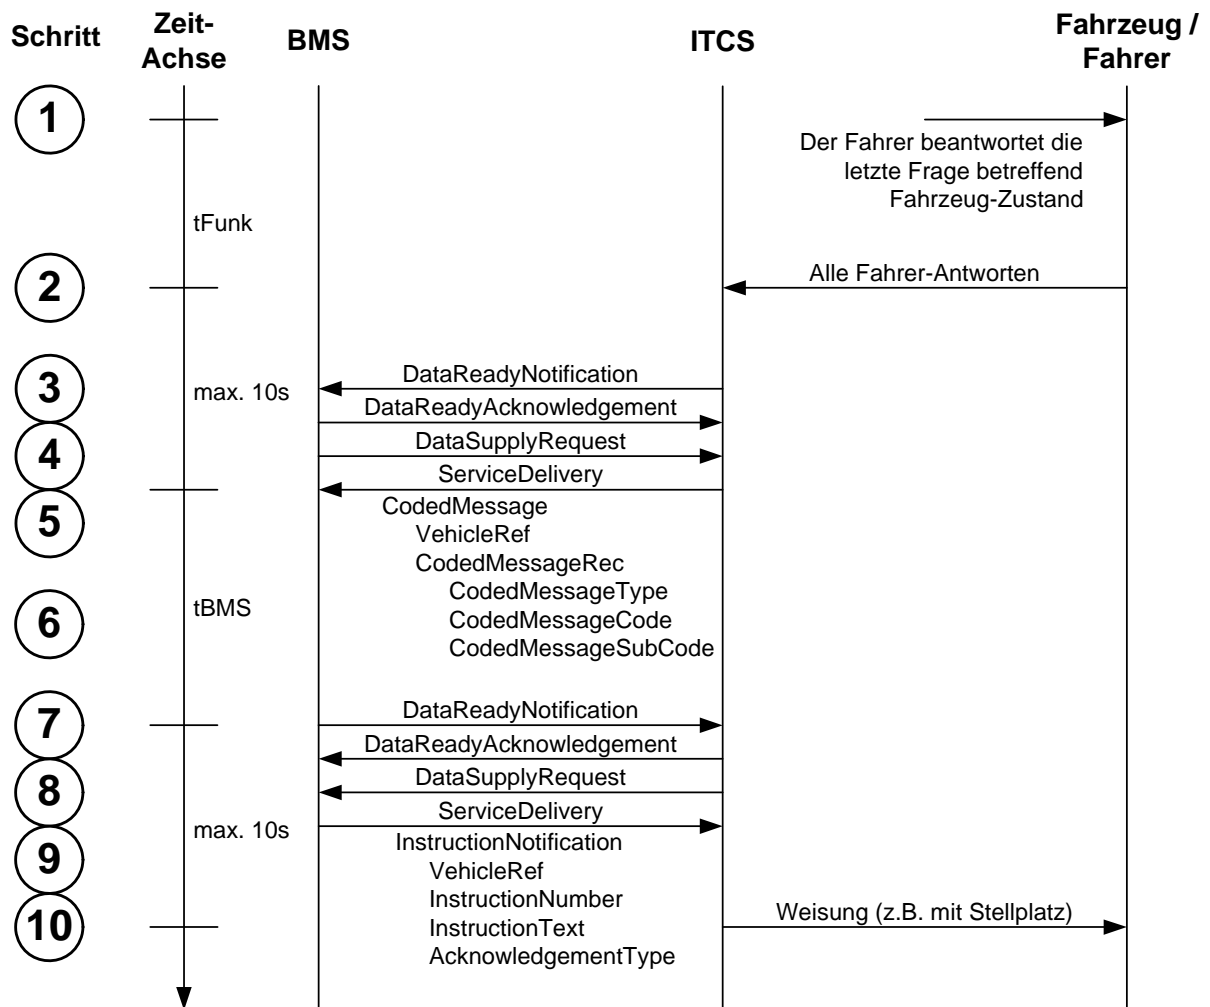 Schritt
Zeit-
Achse
BMS
ITCS
Fahrzeug /
Fahrer
1
Der Fahrer beantwortet die
letzte Frage betreffend
Fahrzeug-Zustand
tFunk
2
Alle Fahrer-Antworten
3
max. 10s
DataReadyNotification
DataReadyAcknowledgement
4
DataSupplyRequest
ServiceDelivery
5
CodedMessage
VehicleRef
CodedMessageRec
CodedMessageType
6
tBMS
CodedMessageCode
CodedMessageSubCode
7
DataReadyNotification
DataReadyAcknowledgement
8
DataSupplyRequest
ServiceDelivery
max. 10s
InstructionNotification
9
VehicleRef
InstructionNumber
10
InstructionText
AcknowledgementType
Weisung (z.B. mit Stellplatz)